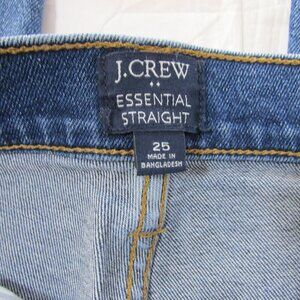 J.CREW
ESSENTIAL
STRAIGHT
25
MADE IN
BANGLADESH